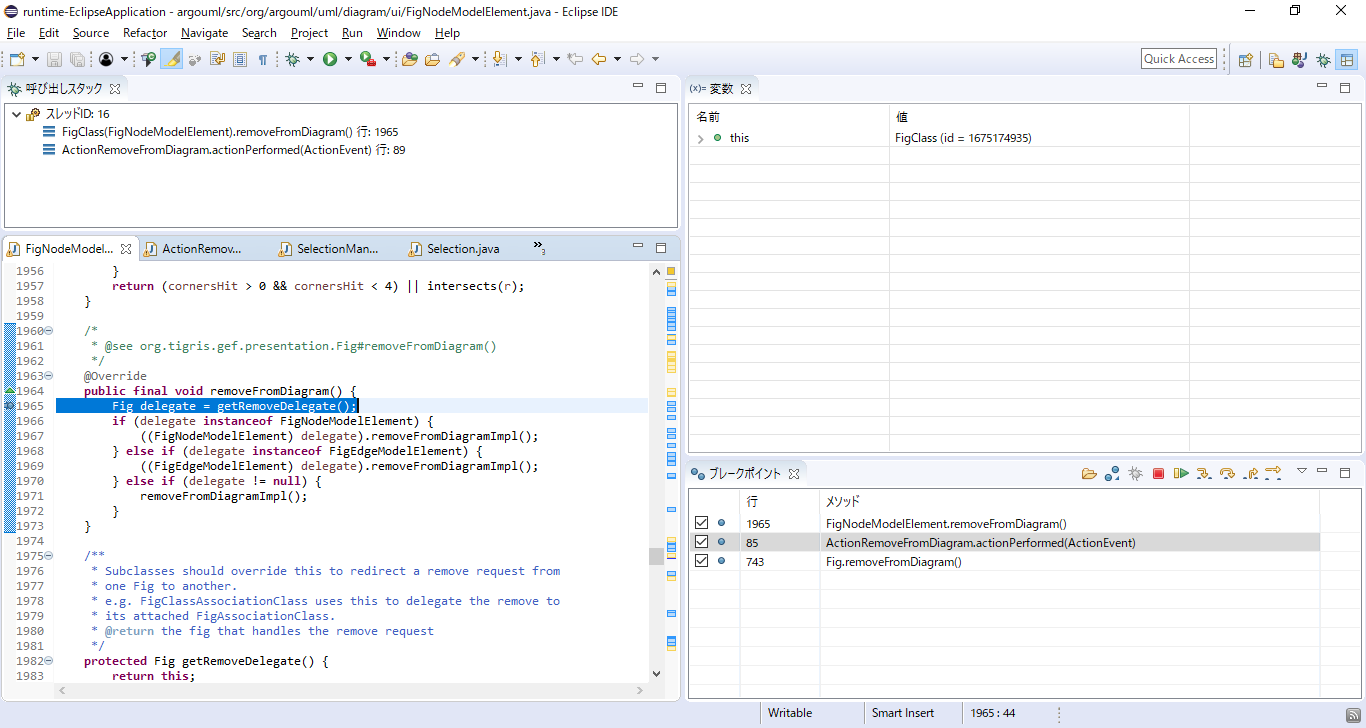 runtime-EclipseApplication - argouml/src/org/argouml/uml/diagram/ui/FigNodeModelElement.java - Eclipse IDE
File Edit Source Refactor Navigate Search Project Run Window Help
Quick Access
呼び出しスタック
スレッドID: 16
FigClass(FigNodeModelElement).removeFromDiagram() 行: 1965
ActionRemoveFromDiagram.actionPerformed(ActionEvent) 行: 89
(x)= 変数
名前 値
this FigClass (id = 1675174935)
FigNodeModel... ActionRemov... SelectionMan... Selection.java »3
1956 }
1957 return (cornersHit > 0 && cornersHit < 4) || intersects(r);
1958 }
1959
1960 /*
1961 * @see org.tigris.gef.presentation.Fig#removeFromDiagram()
1962 */
1963 @Override
1964 public final void removeFromDiagram() {
1965 Fig delegate = getRemoveDelegate();
1966 if (delegate instanceof FigNodeModelElement) {
1967 ((FigNodeModelElement) delegate).removeFromDiagramImpl();
1968 } else if (delegate instanceof FigEdgeModelElement) {
1969 ((FigEdgeModelElement) delegate).removeFromDiagramImpl();
1970 } else if (delegate != null) {
1971 removeFromDiagramImpl();
1972 }
1973 }
1974
1975 /**
1976 * Subclasses should override this to redirect a remove request from
1977 * one Fig to another.
1978 * e.g. FigClassAssociationClass uses this to delegate the remove to
1979 * its attached FigAssociationClass.
1980 * @return the fig that handles the remove request
1981 */
1982 protected Fig getRemoveDelegate() {
1983 return this;
ブレークポイント
行 メソッド
1965 FigNodeModelElement.removeFromDiagram()
85 ActionRemoveFromDiagram.actionPerformed(ActionEvent)
743 Fig.removeFromDiagram()
Writable Smart Insert 1965 : 44